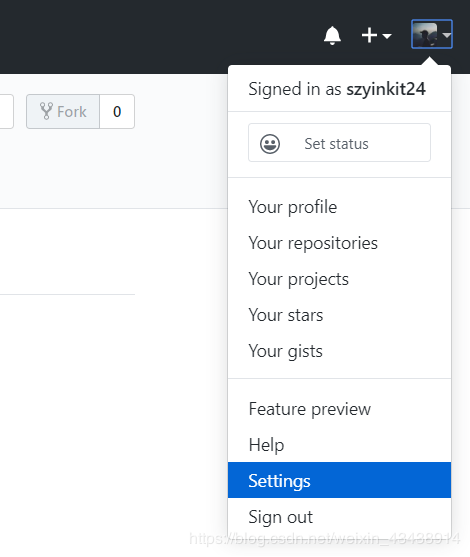 Fork 0
Signed in as szyinkit24
Set status
Your profile
Your repositories
Your projects
Your stars
Your gists
Feature preview
Help
Settings
Sign out
https://blog.csdn.net/weixin_43438914